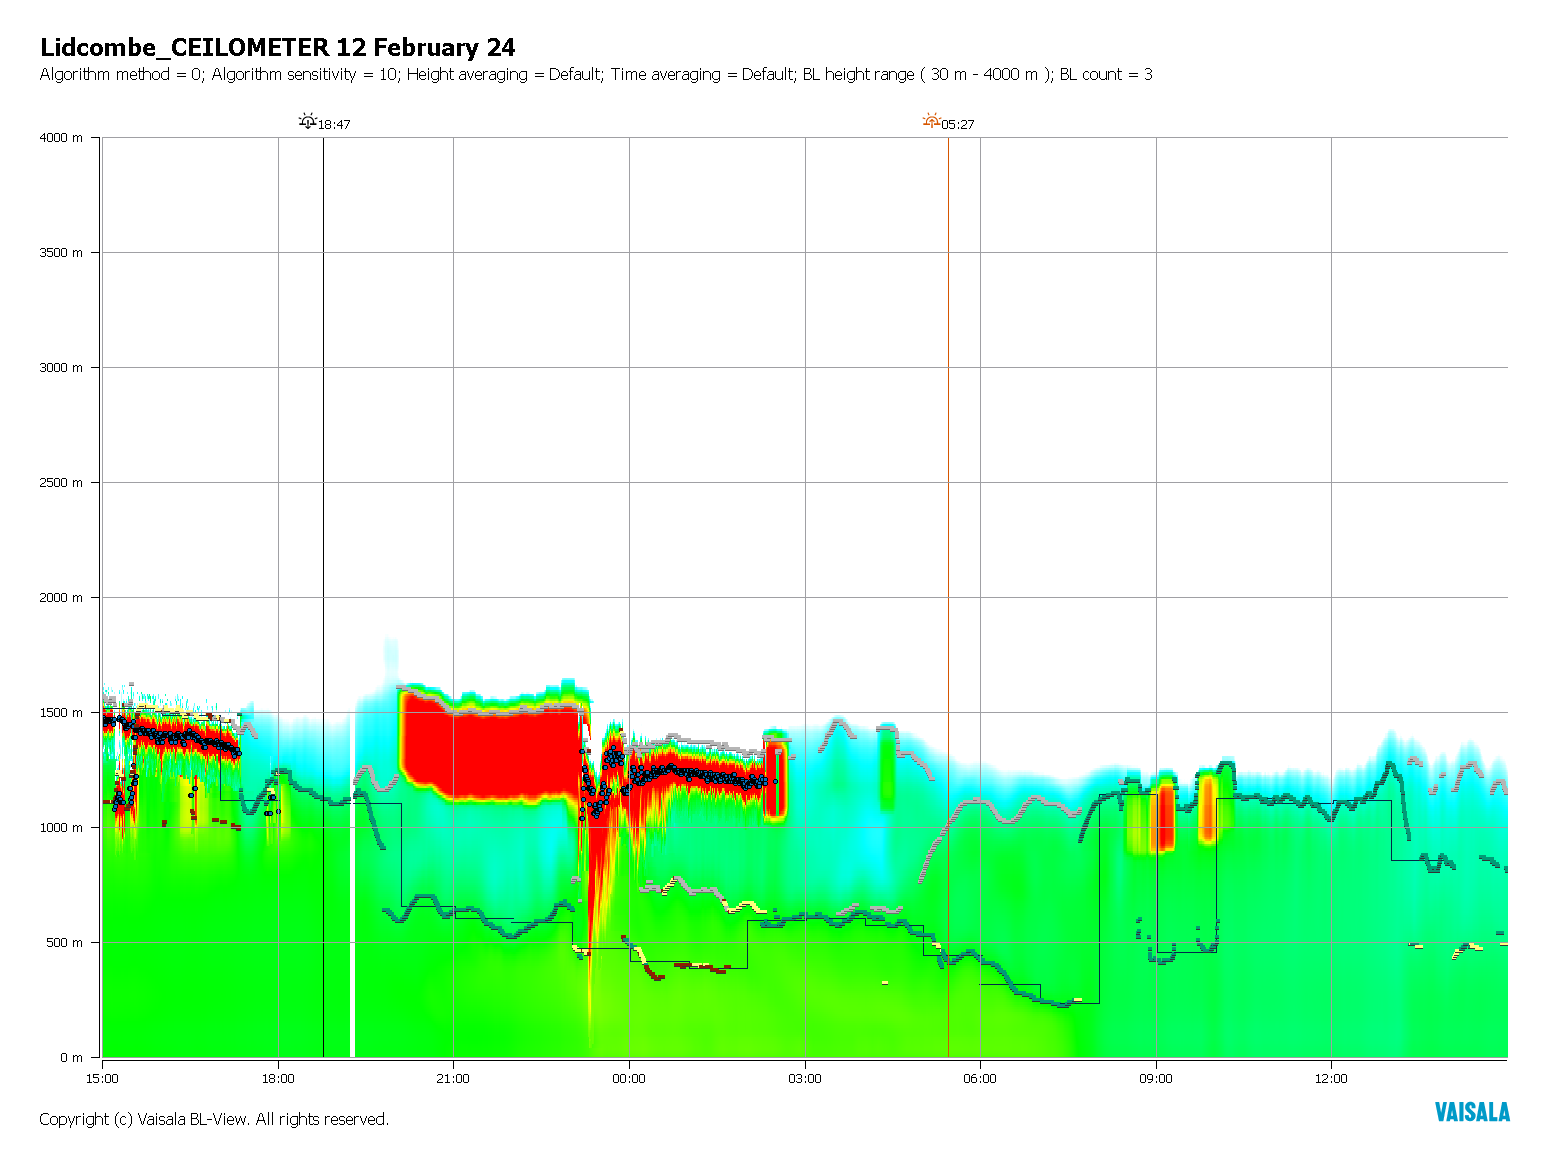 Lidcombe_CEILOMETER 12 February 24
Algorithm method = 0; Algorithm sensitivity = 10; Height averaging = Default; Time averaging = Default; BL height range ( 30 m - 4000 m ); BL count = 3
18:47
05:27
4000 m
3500 m
3000 m
2500 m
2000 m
1500 m
1000 m
500 m
0 m
15:00
18:00
21:00
00:00
03:00
06:00
09:00
12:00
Copyright (c) Vaisala BL-View. All rights reserved.
VAISALA